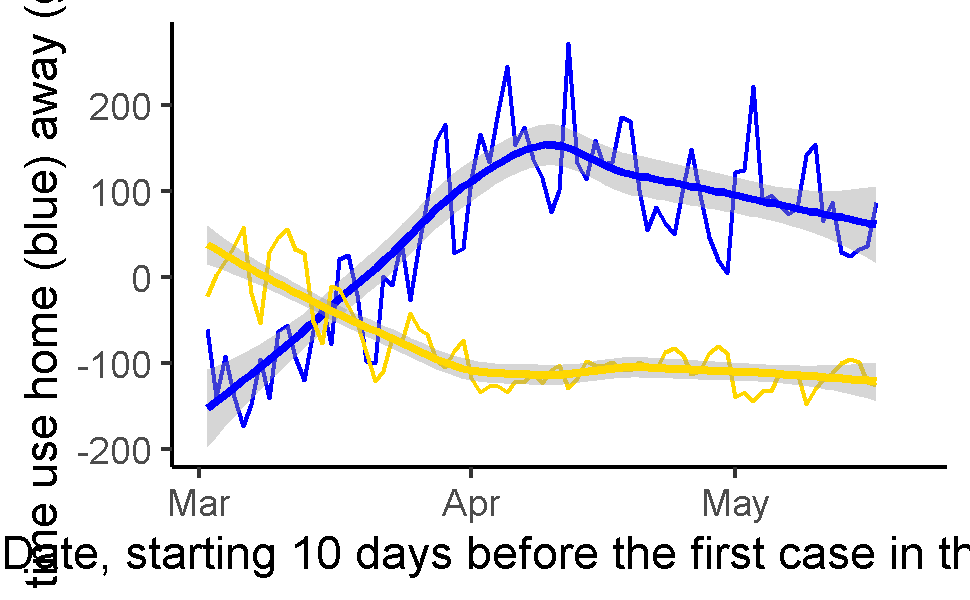 time use home (blue) away (
200
100
0
-100
-200
Mar Apr May
Date, starting 10 days before the first case in th